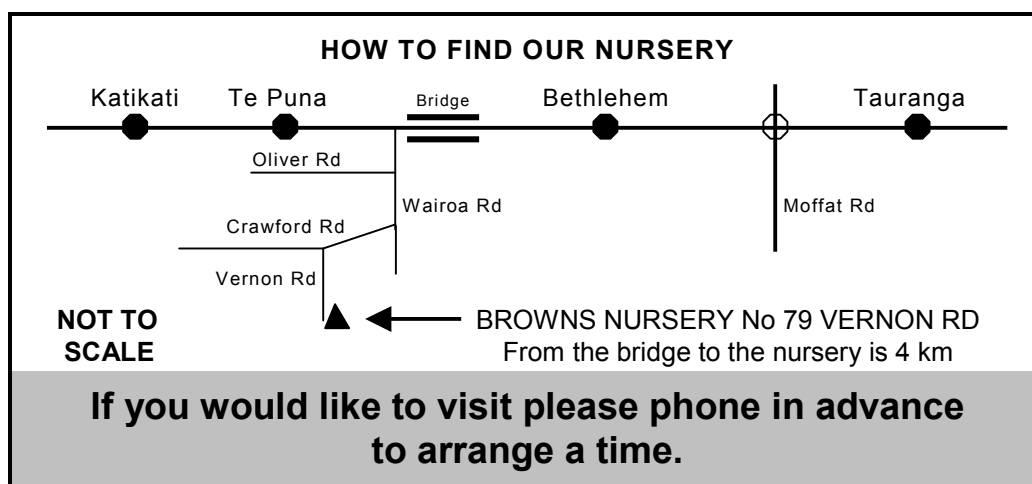 HOW TO FIND OUR NURSERY
Katikati Te Puna Bridge Bethlehem Tauranga
Oliver Rd
Wairoa Rd Moffat Rd
Crawford Rd
Vernon Rd
NOT TO
SCALE
BROWNS NURSERY No 79 VERNON RD
From the bridge to the nursery is 4 km
If you would like to visit please phone in advance
to arrange a time.